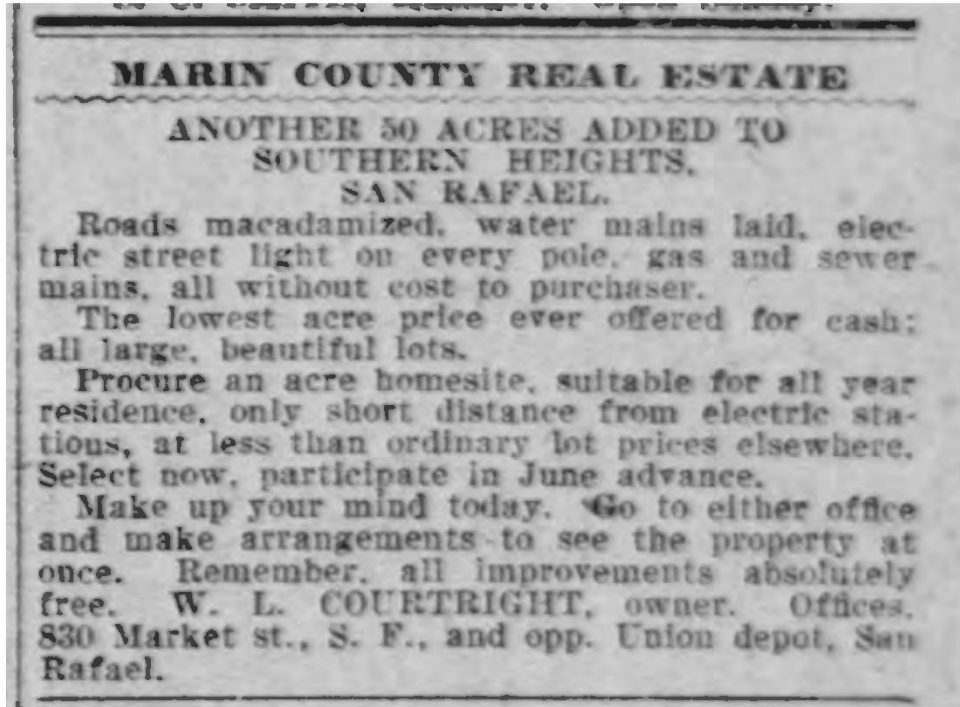 MARIN COUNTY REAL ESTATE
ANOTHER 50 ACRES ADDED TO
SOUTHERN HEIGHTS,
SAN RAFAEL.
Roads macadamized, water mains laid, elec-
tric street light on every pole, gas and sewer
mains, all without cost to purchaser.
The lowest acre price ever offered for cash;
all large, beautiful lots.
Procure an acre homesite, suitable for all year
residence, only short distance from electric sta-
tious, at less than ordinary lot prices elsewhere.
Select now, participate in June advance.
Make up your mind today. Go to either office
and make arrangements to see the property at
once. Remember, all improvements absolutely
free. W. L. COURTRIGHT, owner. Offices,
830 Market st., S. F., and opp. Union depot, San
Rafael.